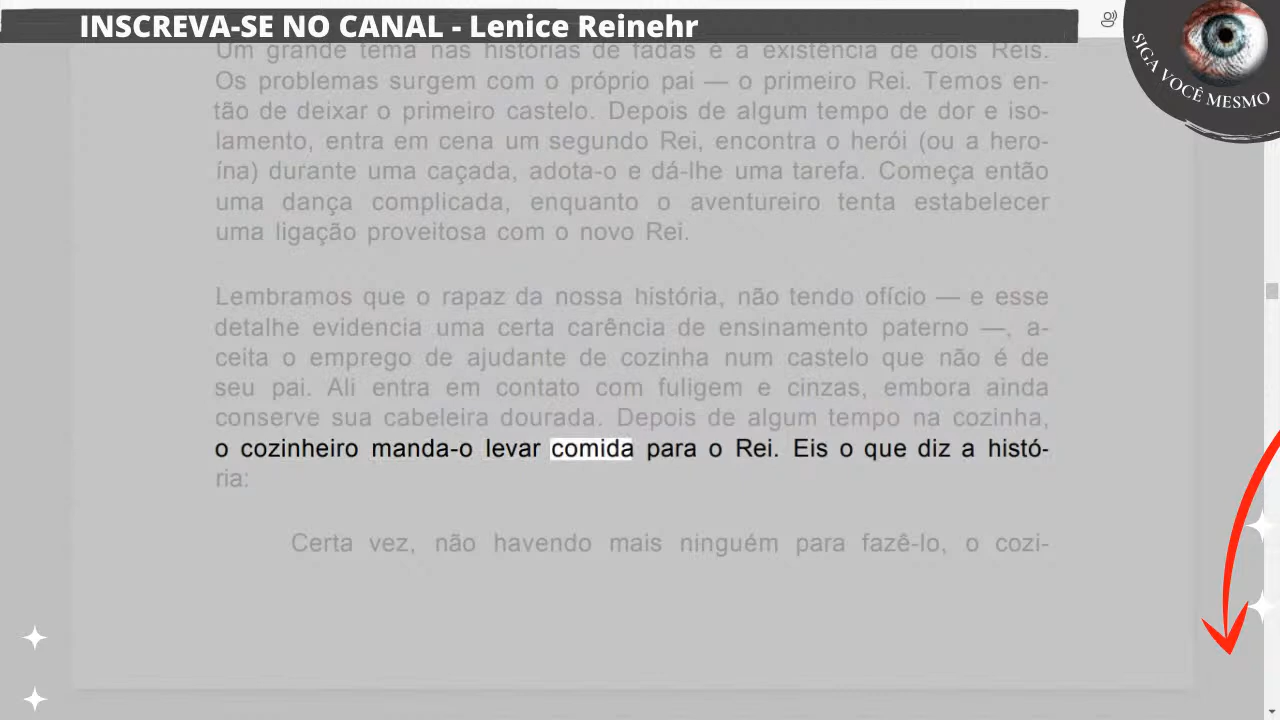 INSCREVA-SE NO CANAL - Lenice Reinehr
SIGA VOCÊ MESMO
Um grande tema nas histórias de fadas é a existência de dois Reis.
Os problemas surgem com o próprio pai — o primeiro Rei. Temos en-
tão de deixar o primeiro castelo. Depois de algum tempo de dor e iso-
lamento, entra em cena um segundo Rei, encontra o herói (ou a hero-
ína) durante uma caçada, adota-o e dá-lhe uma tarefa. Começa então
uma dança complicada, enquanto o aventureiro tenta estabelecer
uma ligação proveitosa com o novo Rei.
Lembramos que o rapaz da nossa história, não tendo ofício — e esse
detalhe evidencia uma certa carência de ensinamento paterno —, a-
ceita o emprego de ajudante de cozinha num castelo que não é de
seu pai. Ali entra em contato com fuligem e cinzas, embora ainda
conserve sua cabeleira dourada. Depois de algum tempo na cozinha,
o cozinheiro manda-o levar comida para o Rei. Eis o que diz a histó-
ria:
Certa vez, não havendo mais ninguém para fazê-lo, o cozi-